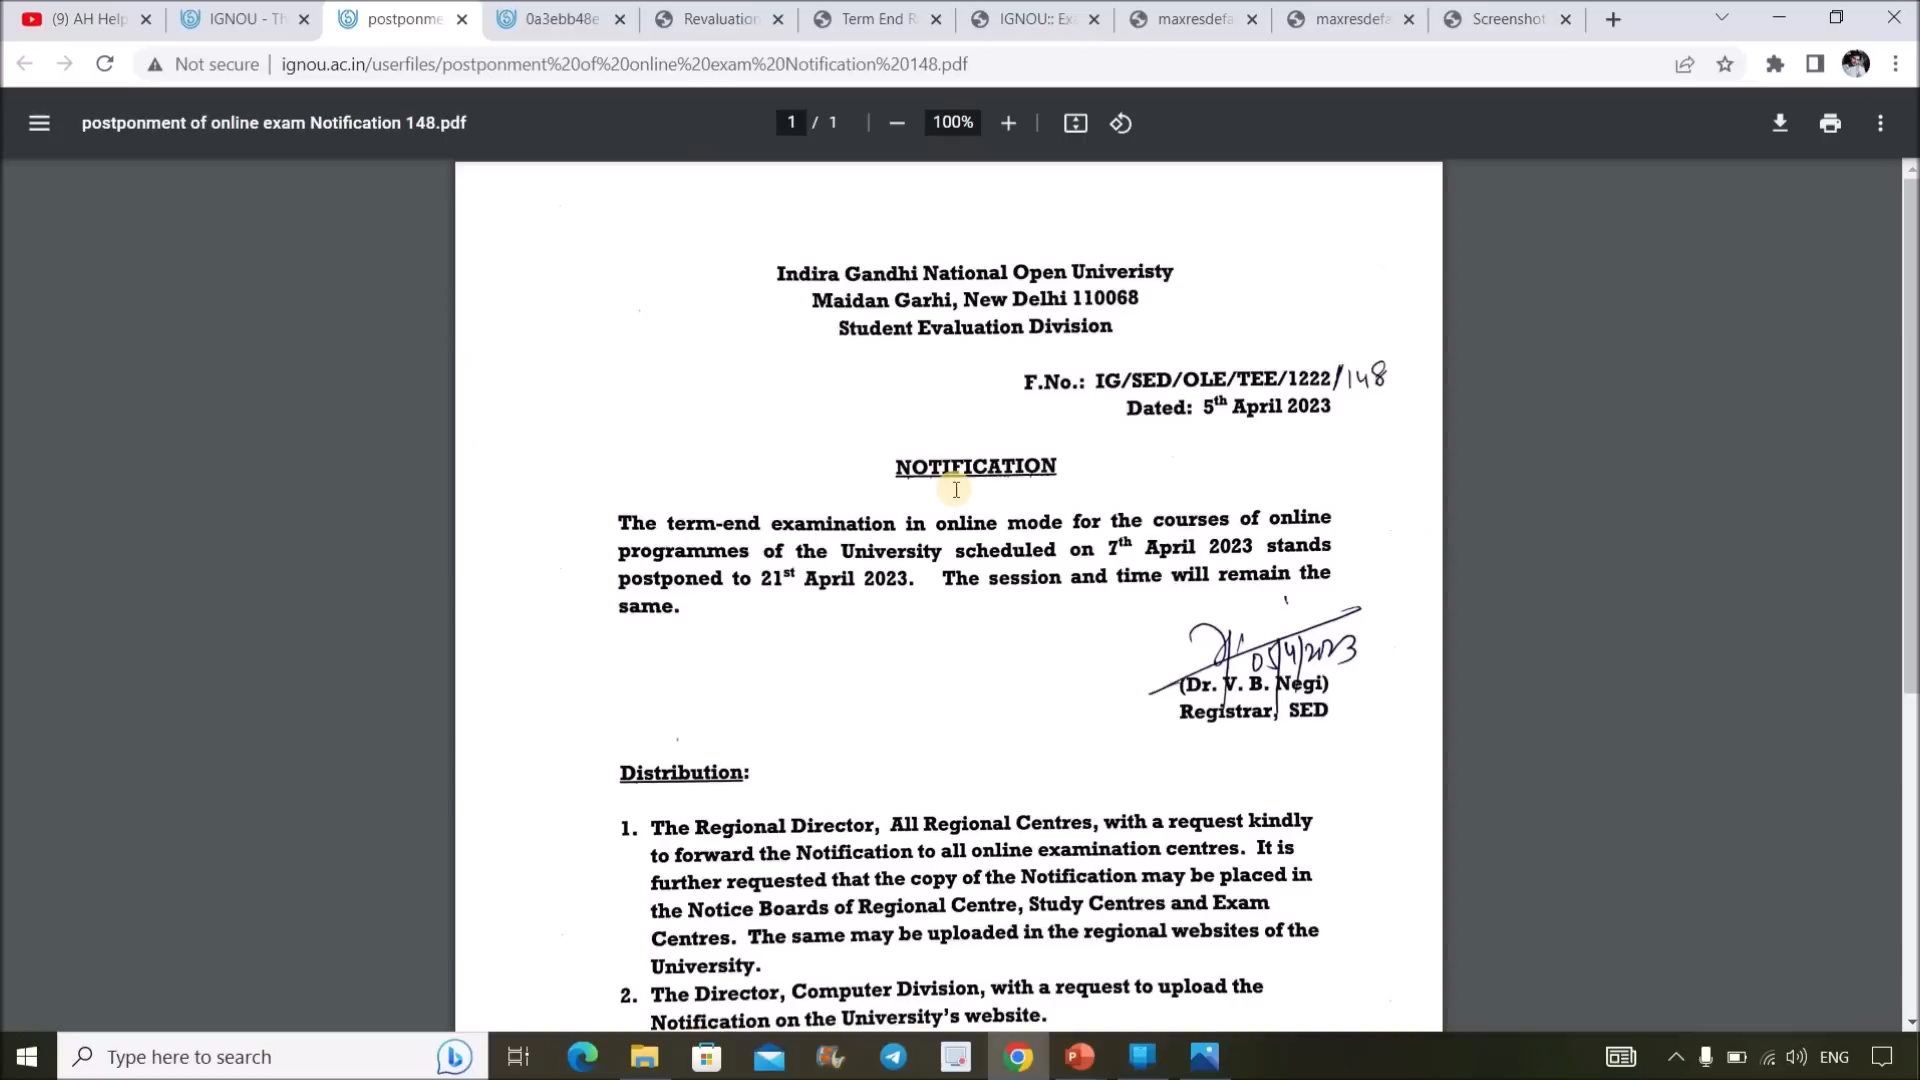 (9) AH Help
IGNOU - Th
postponme
0a3ebb48e
Revaluation
Term End R
IGNOU:: Ex
maxresdefa
maxresdefa
Screenshot
Not secure | ignou.ac.in/userfiles/postponment%20of%20online%20exam%20Notification%20148.pdf
postponment of online exam Notification 148.pdf
1 / 1
100%
Indira Gandhi National Open Univeristy
Maidan Garhi, New Delhi 110068
Student Evaluation Division
F.No.: IG/SED/OLE/TEE/1222/148
Dated: 5th April 2023
NOTIFICATION
The term-end examination in online mode for the courses of online
programmes of the University scheduled on 7th April 2023 stands
postponed to 21st April 2023. The session and time will remain the
same.
05/4/2023
(Dr. V. B. Negi)
Registrar, SED
Distribution:
1. The Regional Director, All Regional Centres, with a request kindly
to forward the Notification to all online examination centres. It is
further requested that the copy of the Notification may be placed in
the Notice Boards of Regional Centre, Study Centres and Exam
Centres. The same may be uploaded in the regional websites of the
University.
2. The Director, Computer Division, with a request to upload the
Notification on the University's website.
Type here to search
ENG